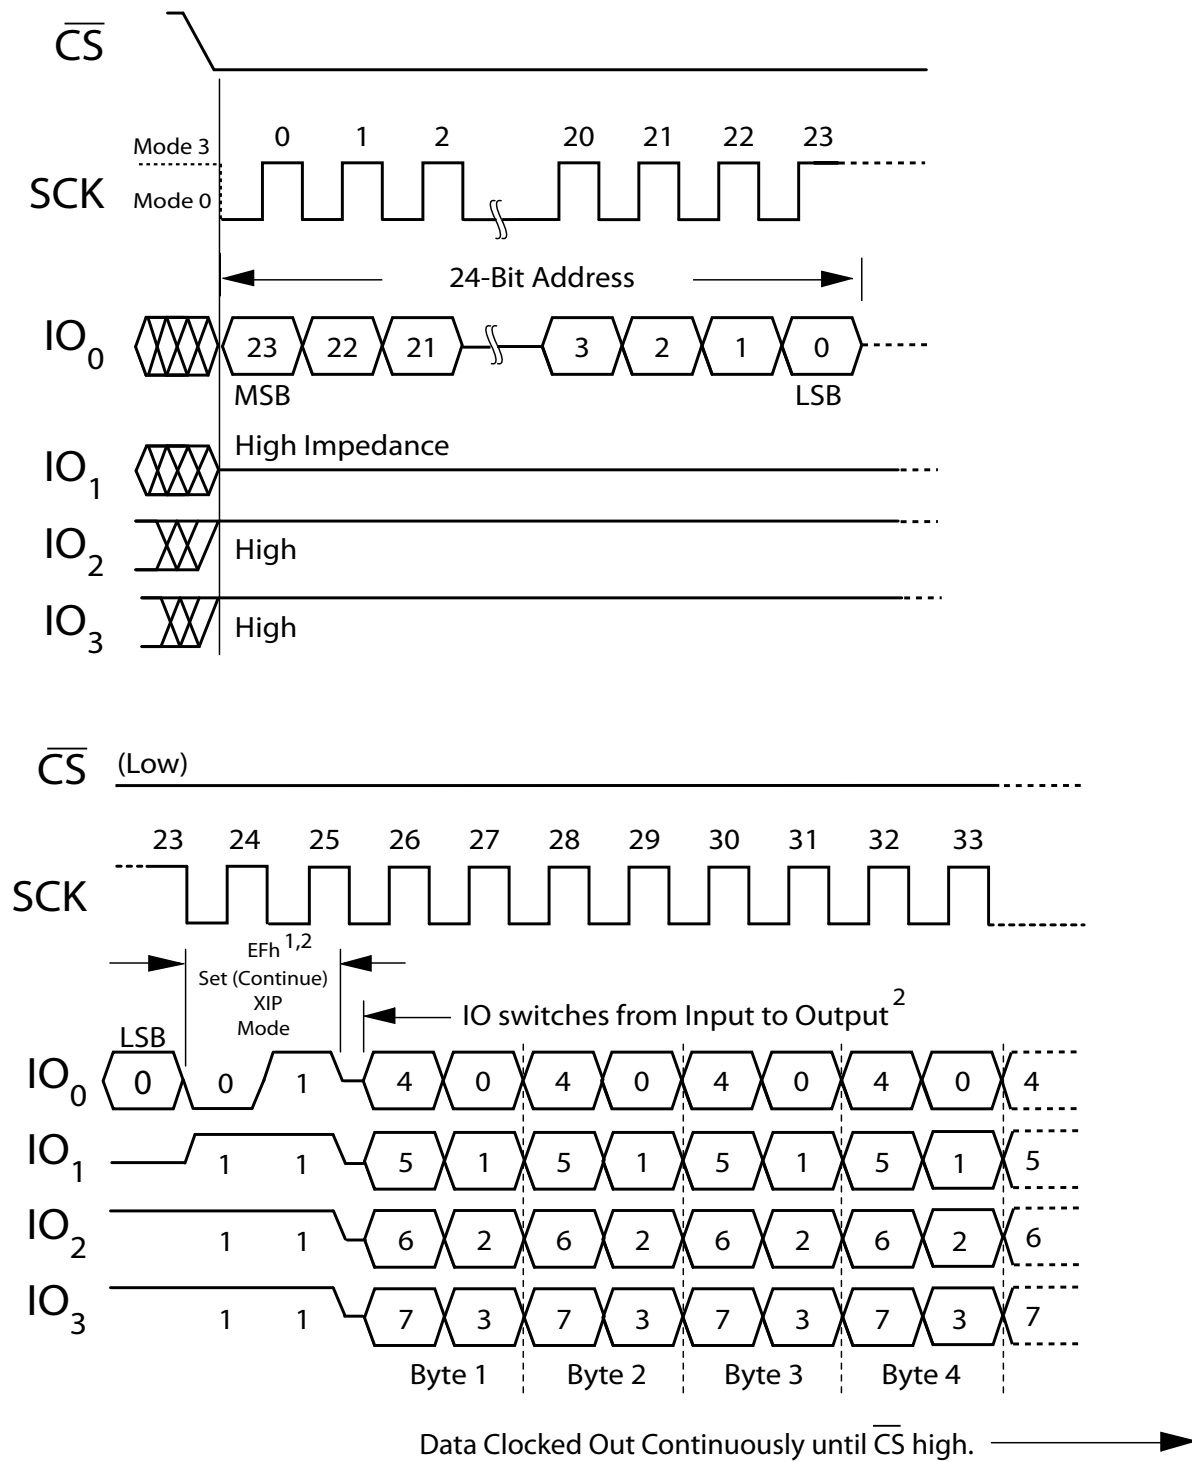 CS
Mode 3
0 1 2 20 21 22 23
SCK
Mode 0
24-Bit Address
IO0 23 22 21 3 2 1 0
MSB LSB
High Impedance
IO1
IO2 High
IO3 High
CS (Low)
23 24 25 26 27 28 29 30 31 32 33
SCK
EFh 1,2
Set (Continue)
XIP
Mode
IO switches from Input to Output 2
LSB
IO0 0 0 1 4 0 4 0 4 0 4 0 4
IO1 1 1 5 1 5 1 5 1 5 1 5
IO2 1 1 6 2 6 2 6 2 6 2 6
IO3 1 1 7 3 7 3 7 3 7 3 7
Byte 1 Byte 2 Byte 3 Byte 4
Data Clocked Out Continuously until CS high.